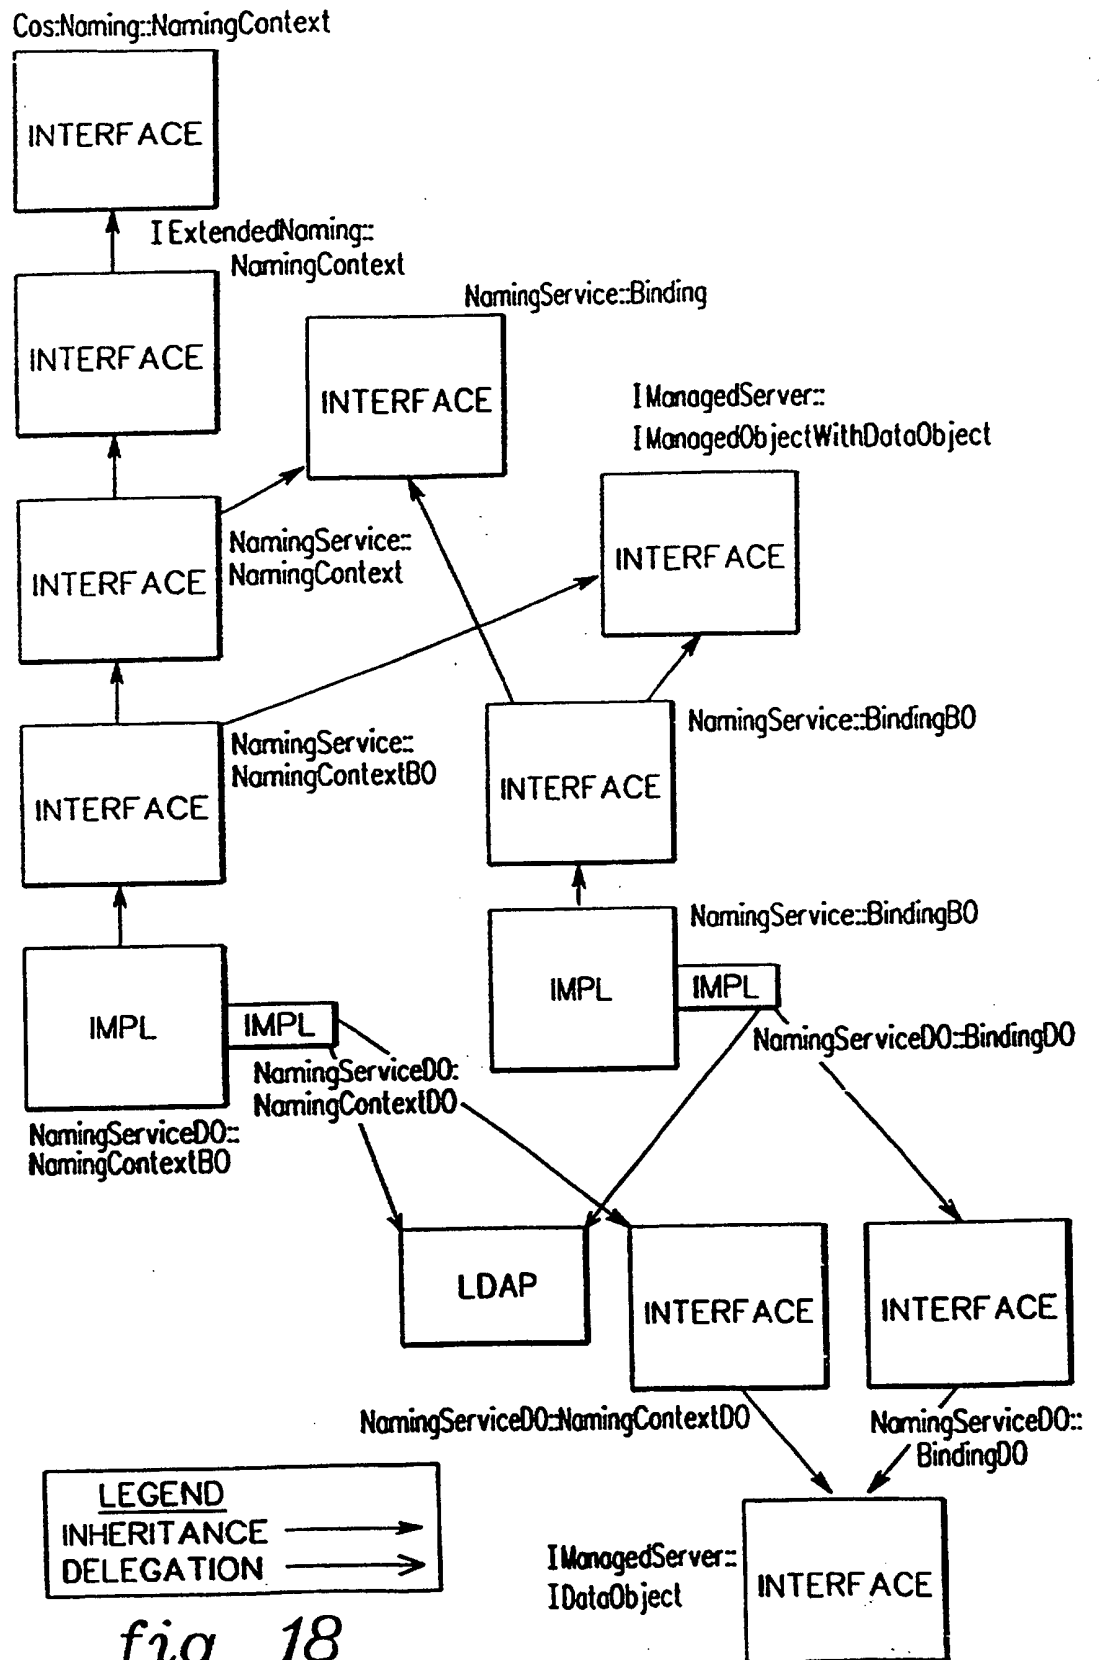 Cos:Naming::NamingContext
INTERFACE
IExtendedNaming::
NamingContext
INTERFACE
NamingService::Binding
INTERFACE
IManagedServer::
IManagedObjectWithDataObject
INTERFACE
NamingService::
NamingContext
INTERFACE
NamingService::BindingBO
INTERFACE
NamingService::
NamingContextBO
INTERFACE
NamingService::BindingBO
IMPL
IMPL
NamingServiceDO::BindingDO
IMPL
IMPL
NamingServiceDO:
NamingContextDO
NamingServiceDO::
NamingContextBO
LDAP
INTERFACE
INTERFACE
NamingServiceDO::NamingContextDO
NamingServiceDO::
BindingDO
LEGEND
INHERITANCE
DELEGATION
IManagedServer::
IDataObject
INTERFACE
fig 18